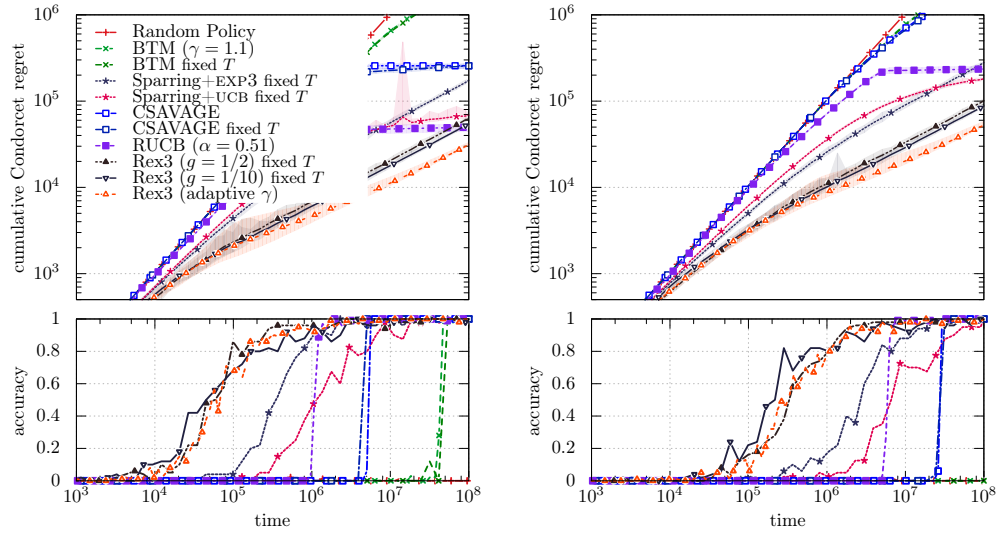 cumulative Condorcet regret
10^6
10^5
10^4
10^3
Random Policy
BTM (γ = 1.1)
BTM fixed T
Sparring+EXP3 fixed T
Sparring+UCB fixed T
CSAVAGE
CSAVAGE fixed T
RUCB (α = 0.51)
Rex3 (g = 1/2) fixed T
Rex3 (g = 1/10) fixed T
Rex3 (adaptive γ)
accuracy
1
0.8
0.6
0.4
0.2
0
10^3 10^4 10^5 10^6 10^7 10^8
time
cumulative Condorcet regret
10^6
10^5
10^4
10^3
accuracy
1
0.8
0.6
0.4
0.2
0
10^3 10^4 10^5 10^6 10^7 10^8
time